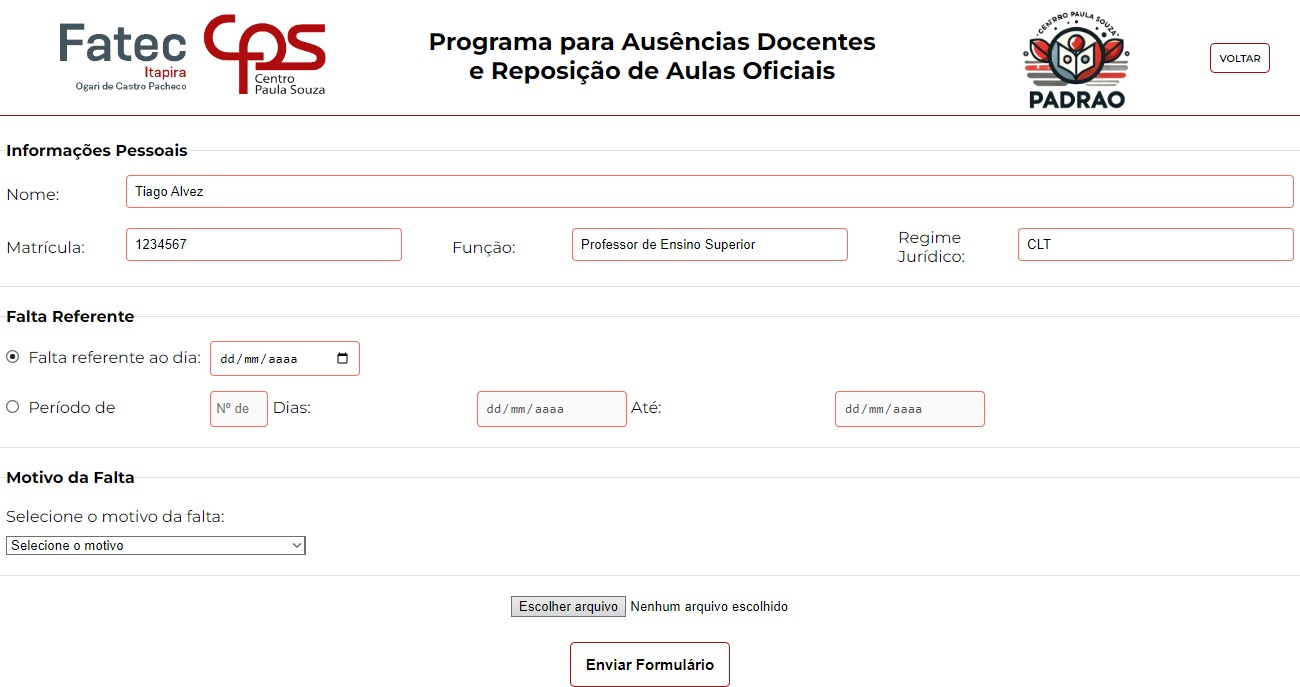 Fatec
Itapira
Ogari de Castro Pacheco
CPS
Centro
Paula Souza
Programa para Ausências Docentes
e Reposição de Aulas Oficiais
CENTRRO PAULA SOUZA
PADRAO
VOLTAR
Informações Pessoais
Nome: Tiago Alvez
Matrícula: 1234567 Função: Professor de Ensino Superior Regime
Jurídico: CLT
Falta Referente
Falta referente ao dia: dd/mm/aaaa
Período de Nº de Dias: dd/mm/aaaa Até: dd/mm/aaaa
Motivo da Falta
Selecione o motivo da falta:
Selecione o motivo
Escolher arquivo Nenhum arquivo escolhido
Enviar Formulário